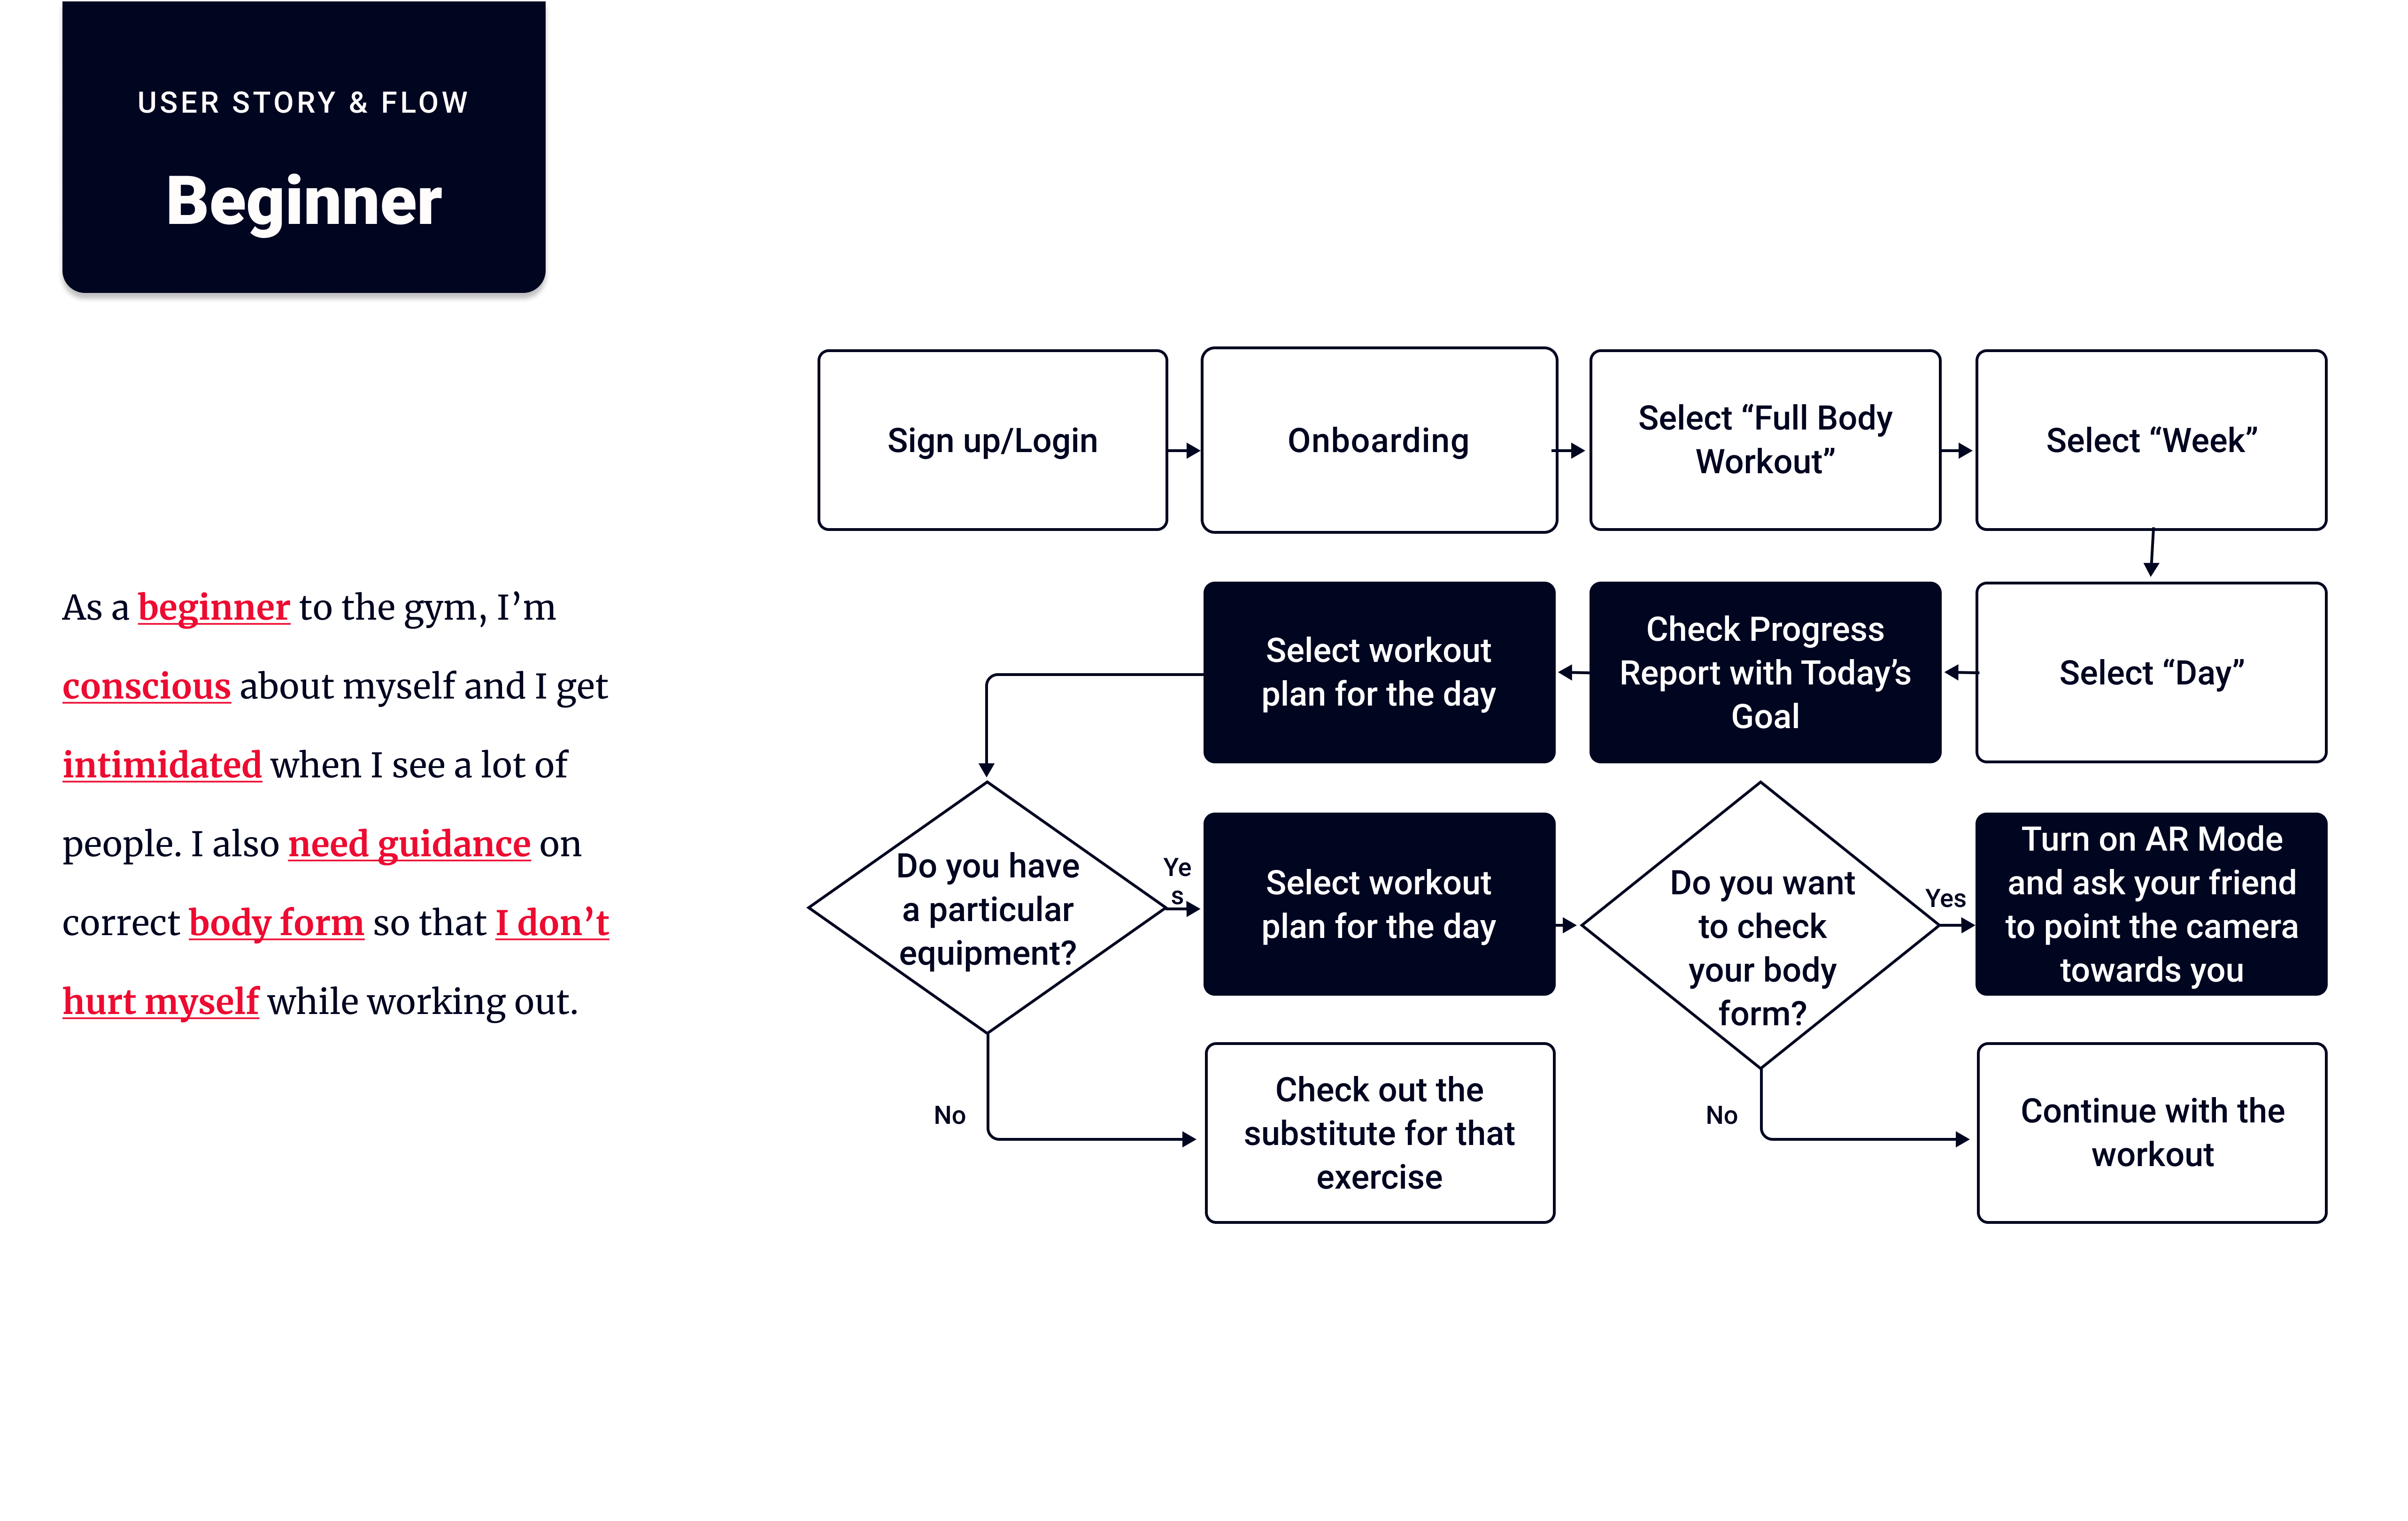 USER STORY & FLOW
Beginner
As a beginner to the gym, I’m
conscious about myself and I get
intimidated when I see a lot of
people. I also need guidance on
correct body form so that I don’t
hurt myself while working out.
Sign up/Login
Onboarding
Select “Full Body
Workout”
Select “Week”
Select “Day”
Check Progress
Report with Today’s
Goal
Select workout
plan for the day
Do you have
a particular
equipment?
Ye
s
Select workout
plan for the day
Do you want
to check
your body
form?
Yes
Turn on AR Mode
and ask your friend
to point the camera
towards you
No
Check out the
substitute for that
exercise
No
Continue with the
workout